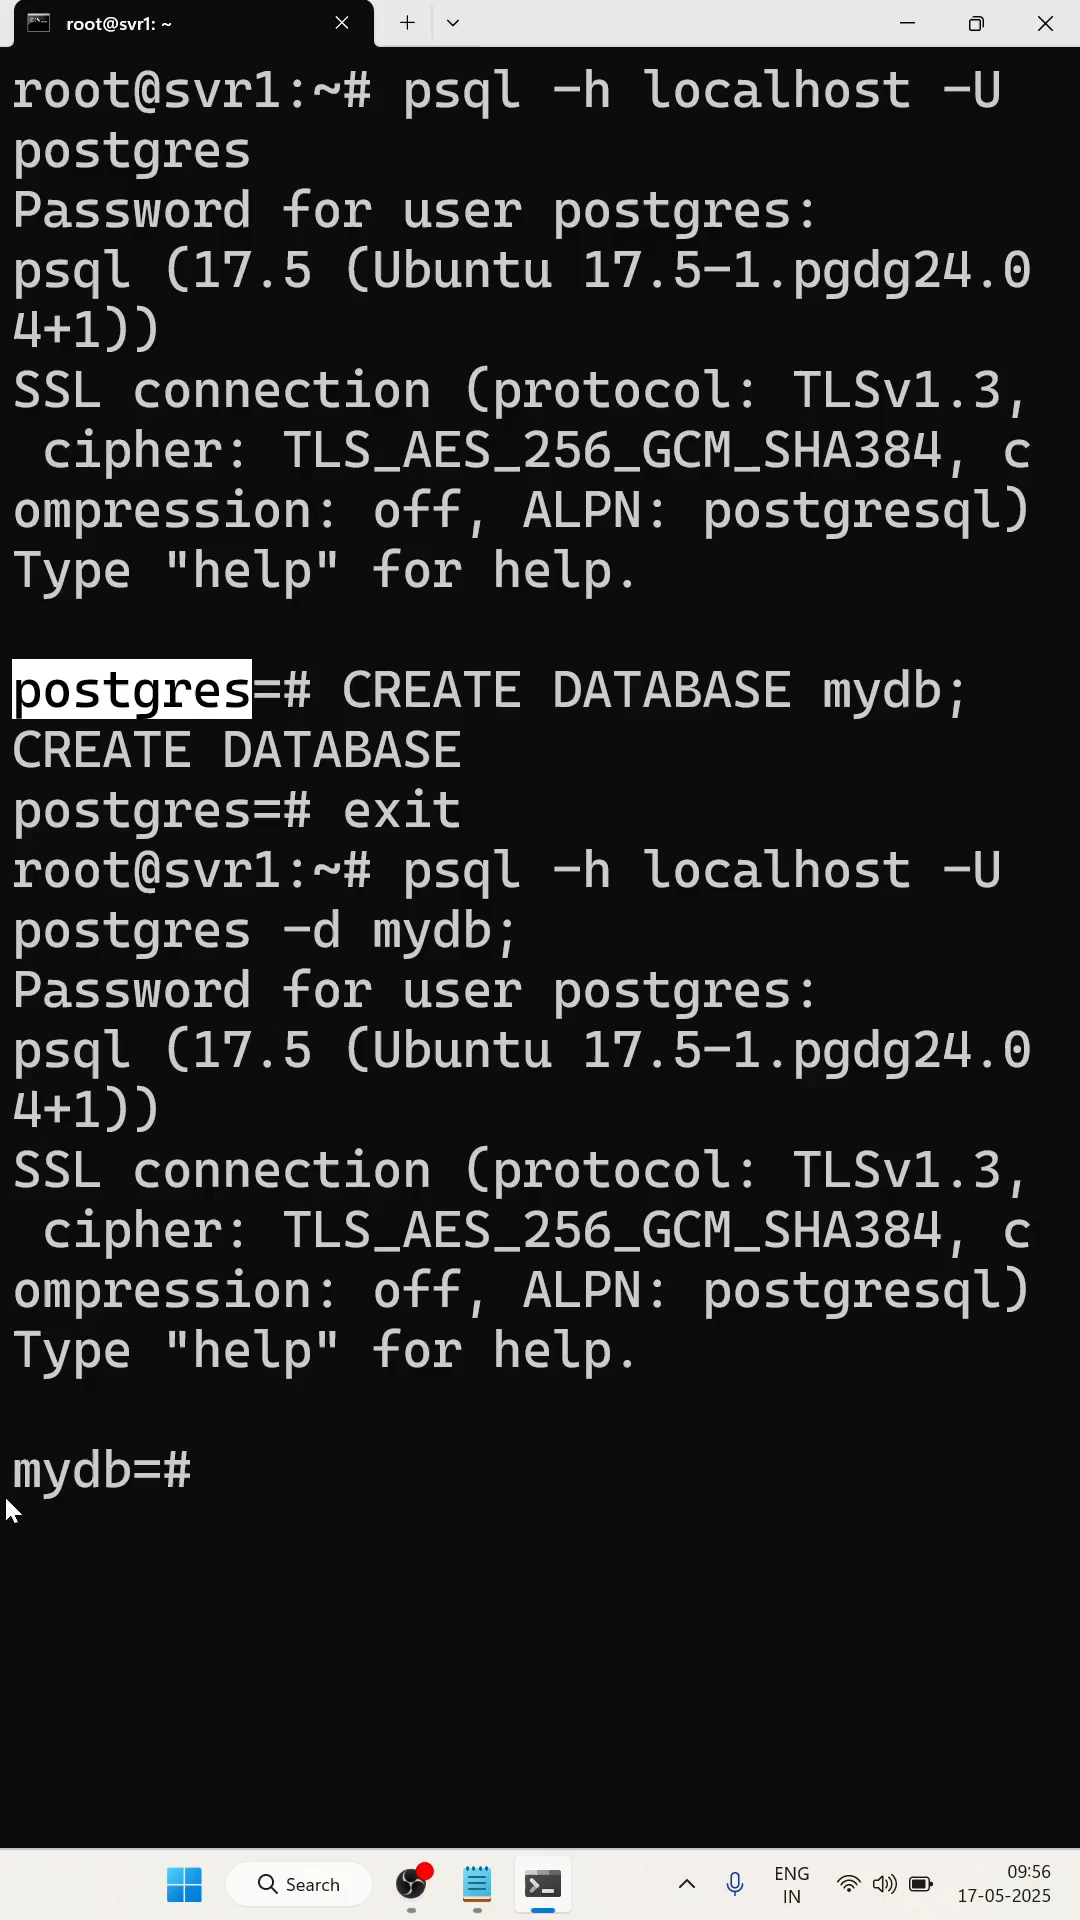 root@svr1: ~
root@svr1:~# psql -h localhost -U
postgres
Password for user postgres:
psql (17.5 (Ubuntu 17.5-1.pgdg24.0
4+1))
SSL connection (protocol: TLSv1.3,
 cipher: TLS_AES_256_GCM_SHA384, c
ompression: off, ALPN: postgresql)
Type "help" for help.
postgres=# CREATE DATABASE mydb;
CREATE DATABASE
postgres=# exit
root@svr1:~# psql -h localhost -U
postgres -d mydb;
Password for user postgres:
psql (17.5 (Ubuntu 17.5-1.pgdg24.0
4+1))
SSL connection (protocol: TLSv1.3,
 cipher: TLS_AES_256_GCM_SHA384, c
ompression: off, ALPN: postgresql)
Type "help" for help.
mydb=#
Search
ENG
IN
09:56
17-05-2025